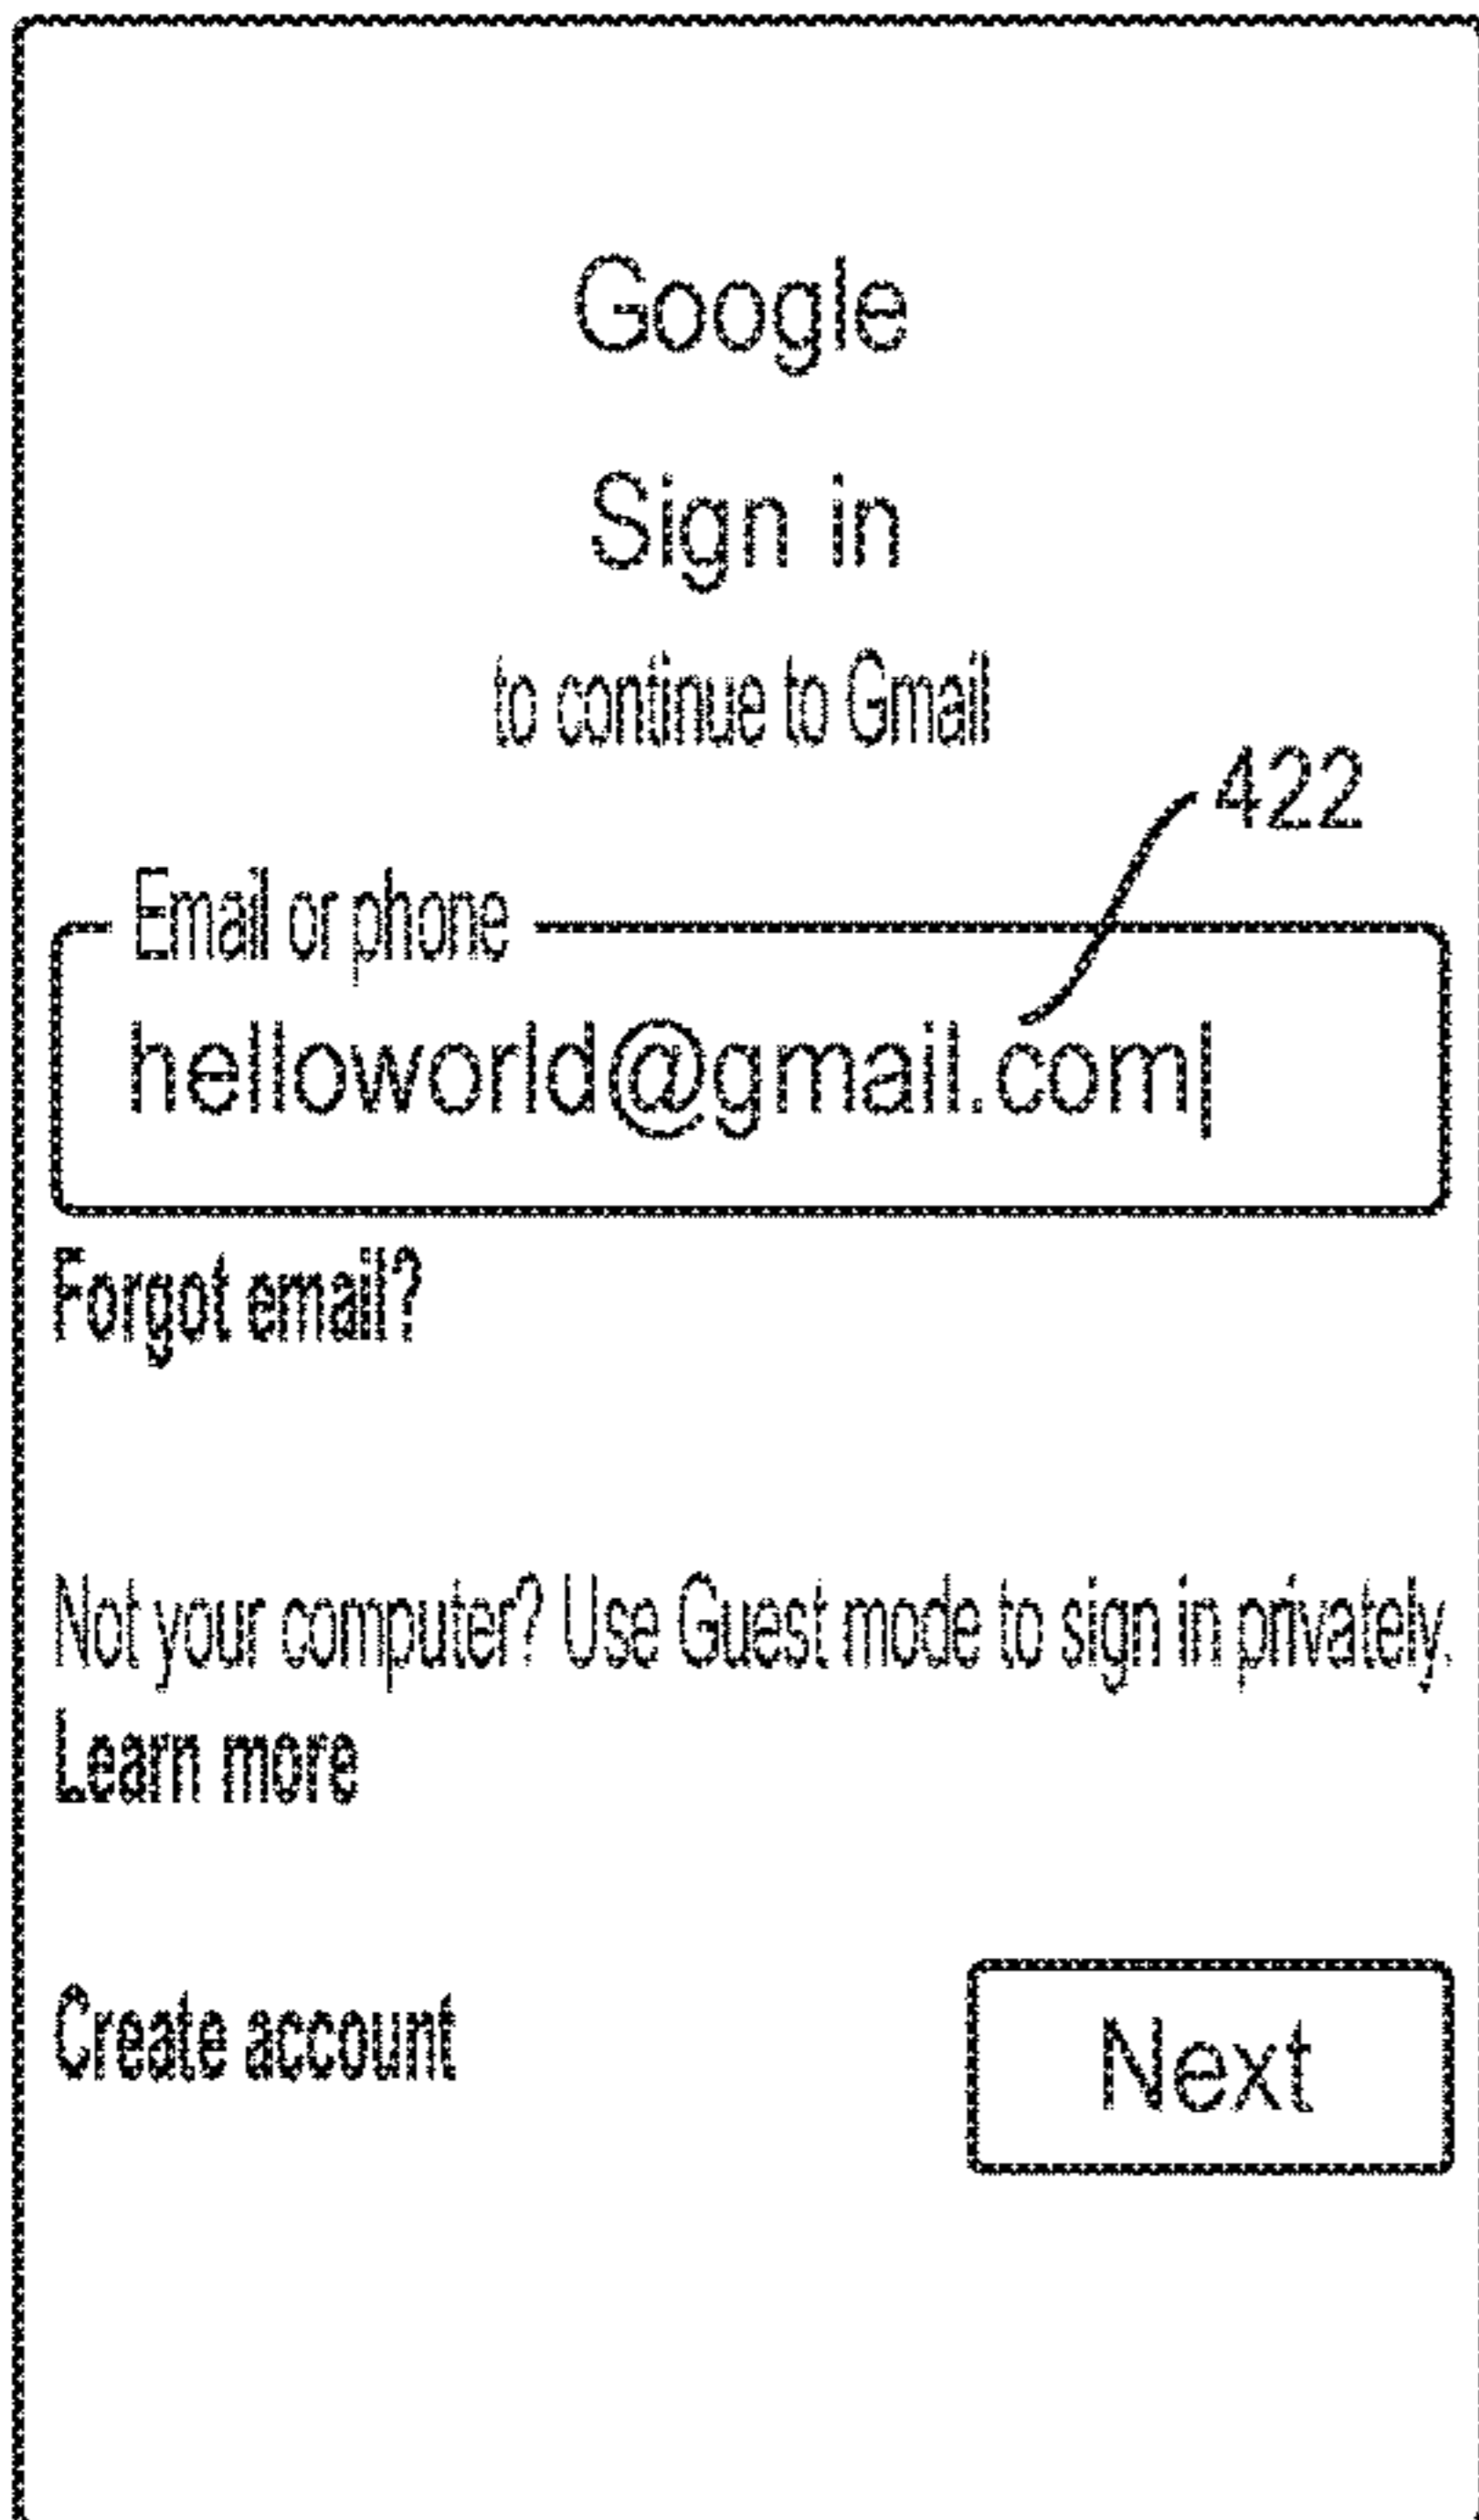 Google
Sign in
to continue to Gmail
422
Email or phone
helloworld@gmail.com
Forgot email?
Not your computer? Use Guest mode to sign in privately.
Learn more
Create account
Next